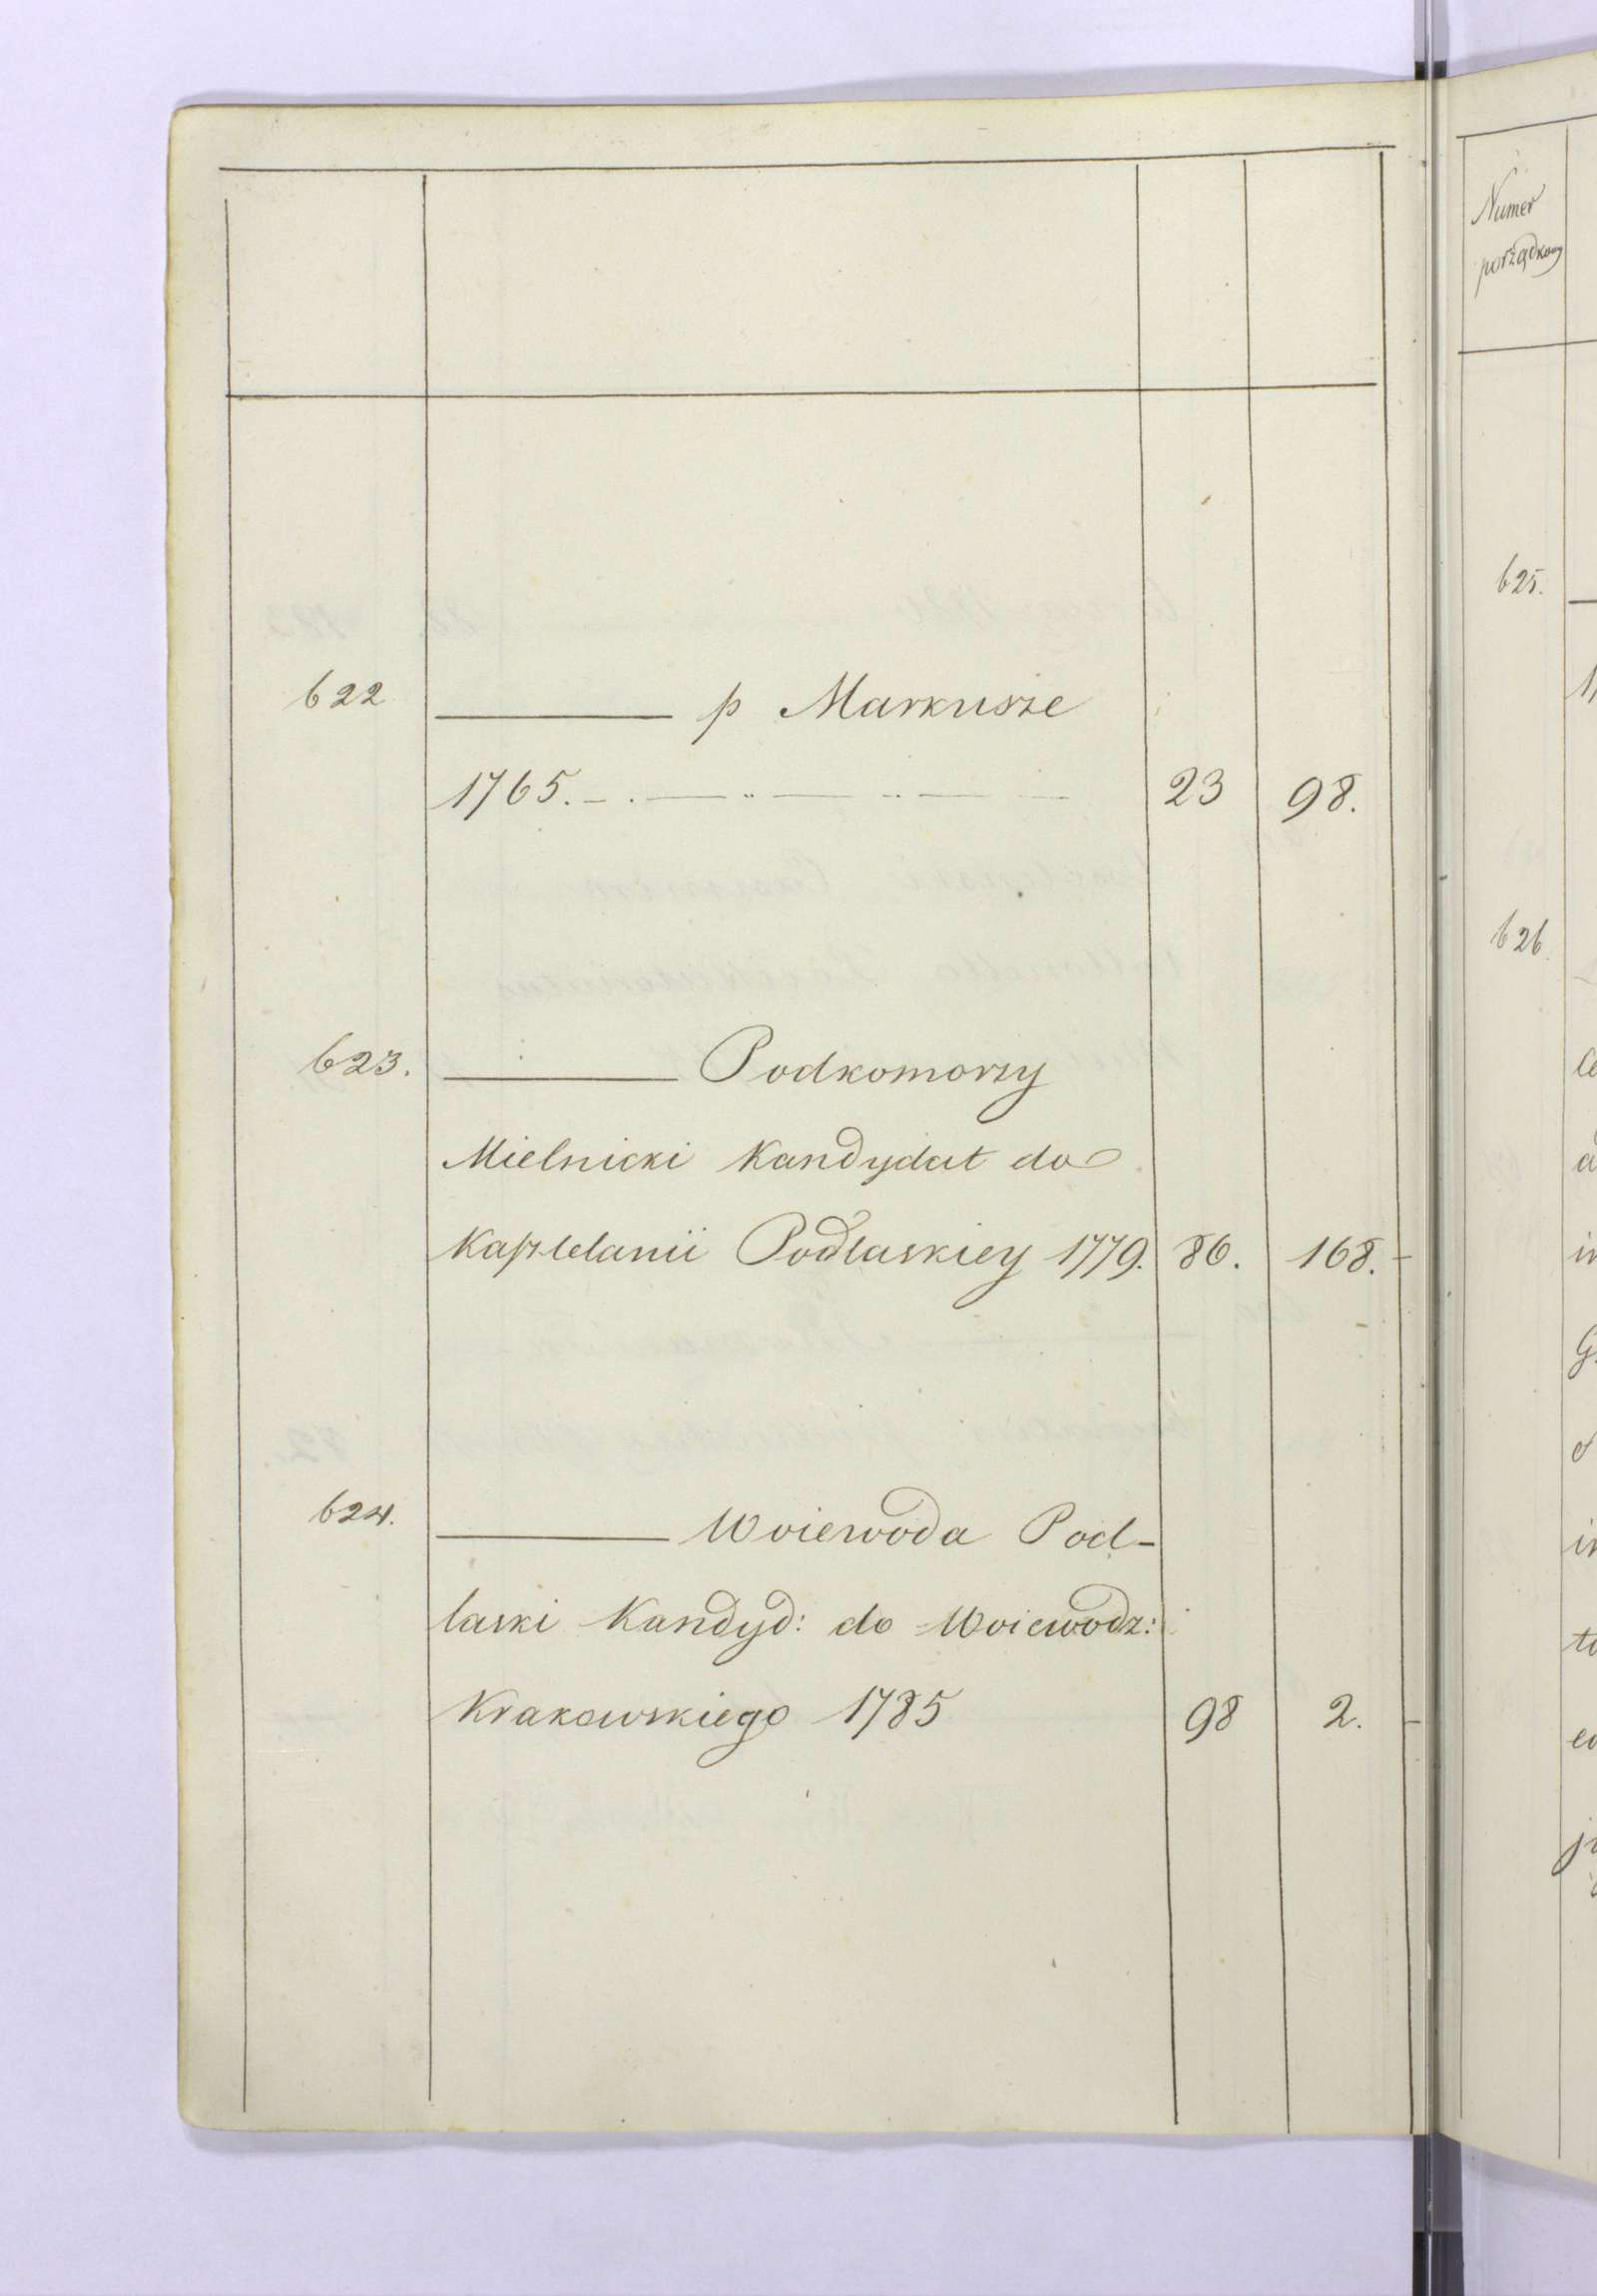 622 ——— p Markusze
1765. 23 98.
623. ——— Podkomorzy
Mielnicki Kandydat do
Kasztelanii Podlaskiey 1779. 86. 168.
624. ——— Woiewoda Pod-
laski Kandyd: do Woiewodz:
Krakowskiego 1785 98 2.
Numer
porządkowy
625.
626